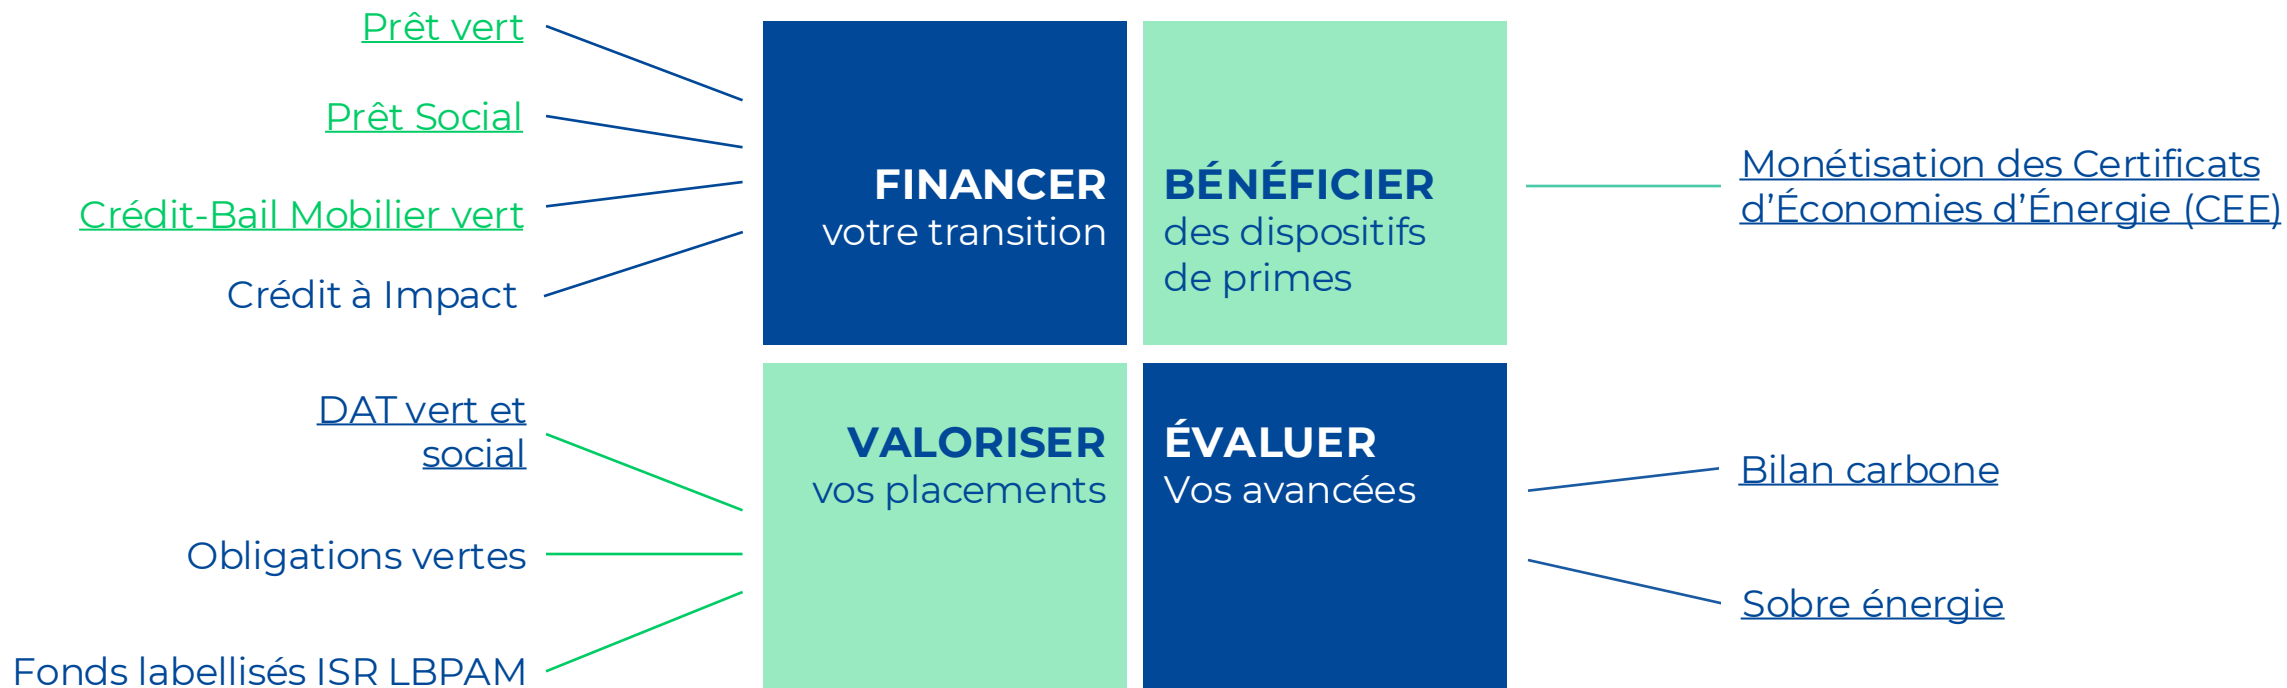 Prêt vert
Prêt Social
Crédit-Bail Mobilier vert
Crédit à Impact
FINANCER
votre transition
BÉNÉFICIER
des dispositifs
de primes
Monétisation des Certificats
d'Économies d'Énergie (CEE)
DAT vert et
social
Obligations vertes
Fonds labellisés ISR LBPAM
VALORISER
vos placements
ÉVALUER
Vos avancées
Bilan carbone
Sobre énergie